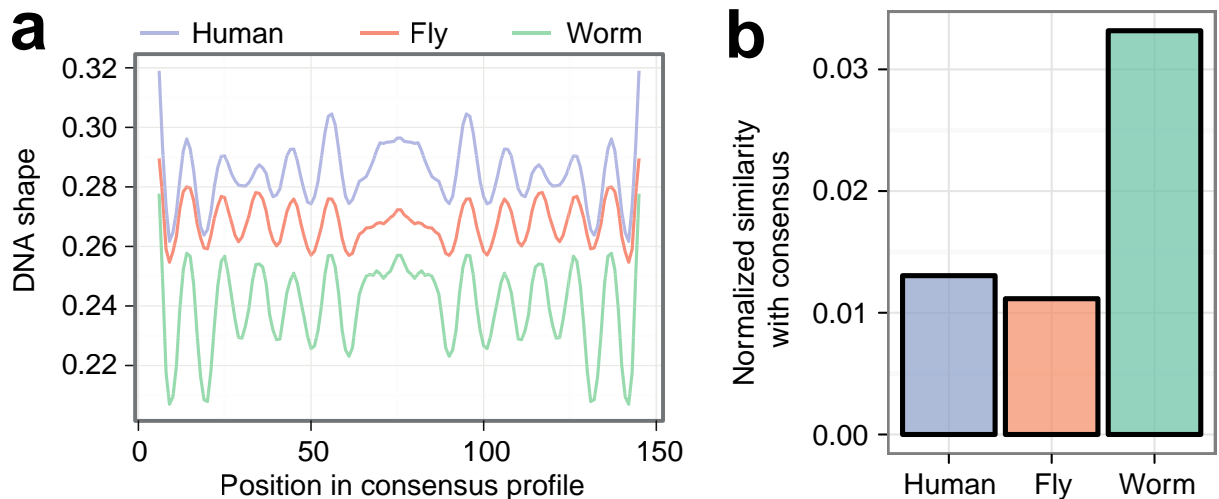 a
Human Fly Worm
0.32
0.30
0.28
0.26
0.24
0.22
DNA shape
0 50 100 150
Position in consensus profile
b
0.03
0.02
0.01
0.00
Normalized similarity
with consensus
Human Fly Worm